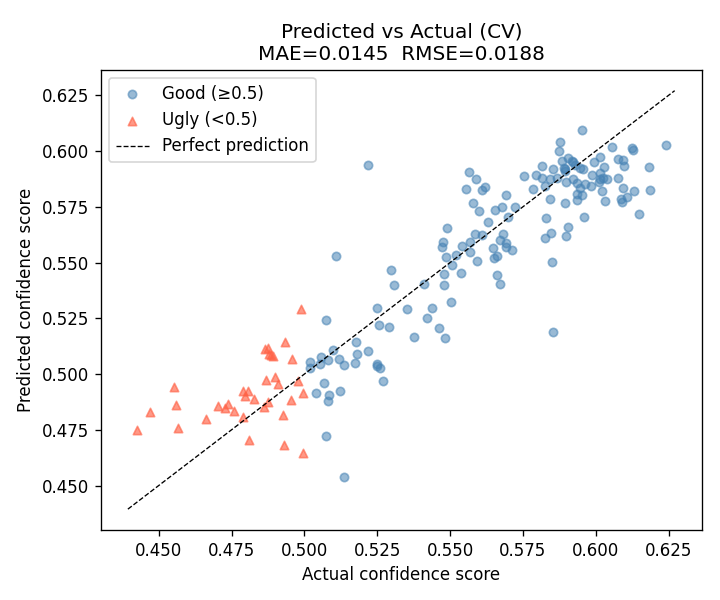 Predicted vs Actual (CV)
MAE=0.0145  RMSE=0.0188
Good (≥0.5)
Ugly (<0.5)
Perfect prediction
Predicted confidence score
0.625
0.600
0.575
0.550
0.525
0.500
0.475
0.450
0.450 0.475 0.500 0.525 0.550 0.575 0.600 0.625
Actual confidence score